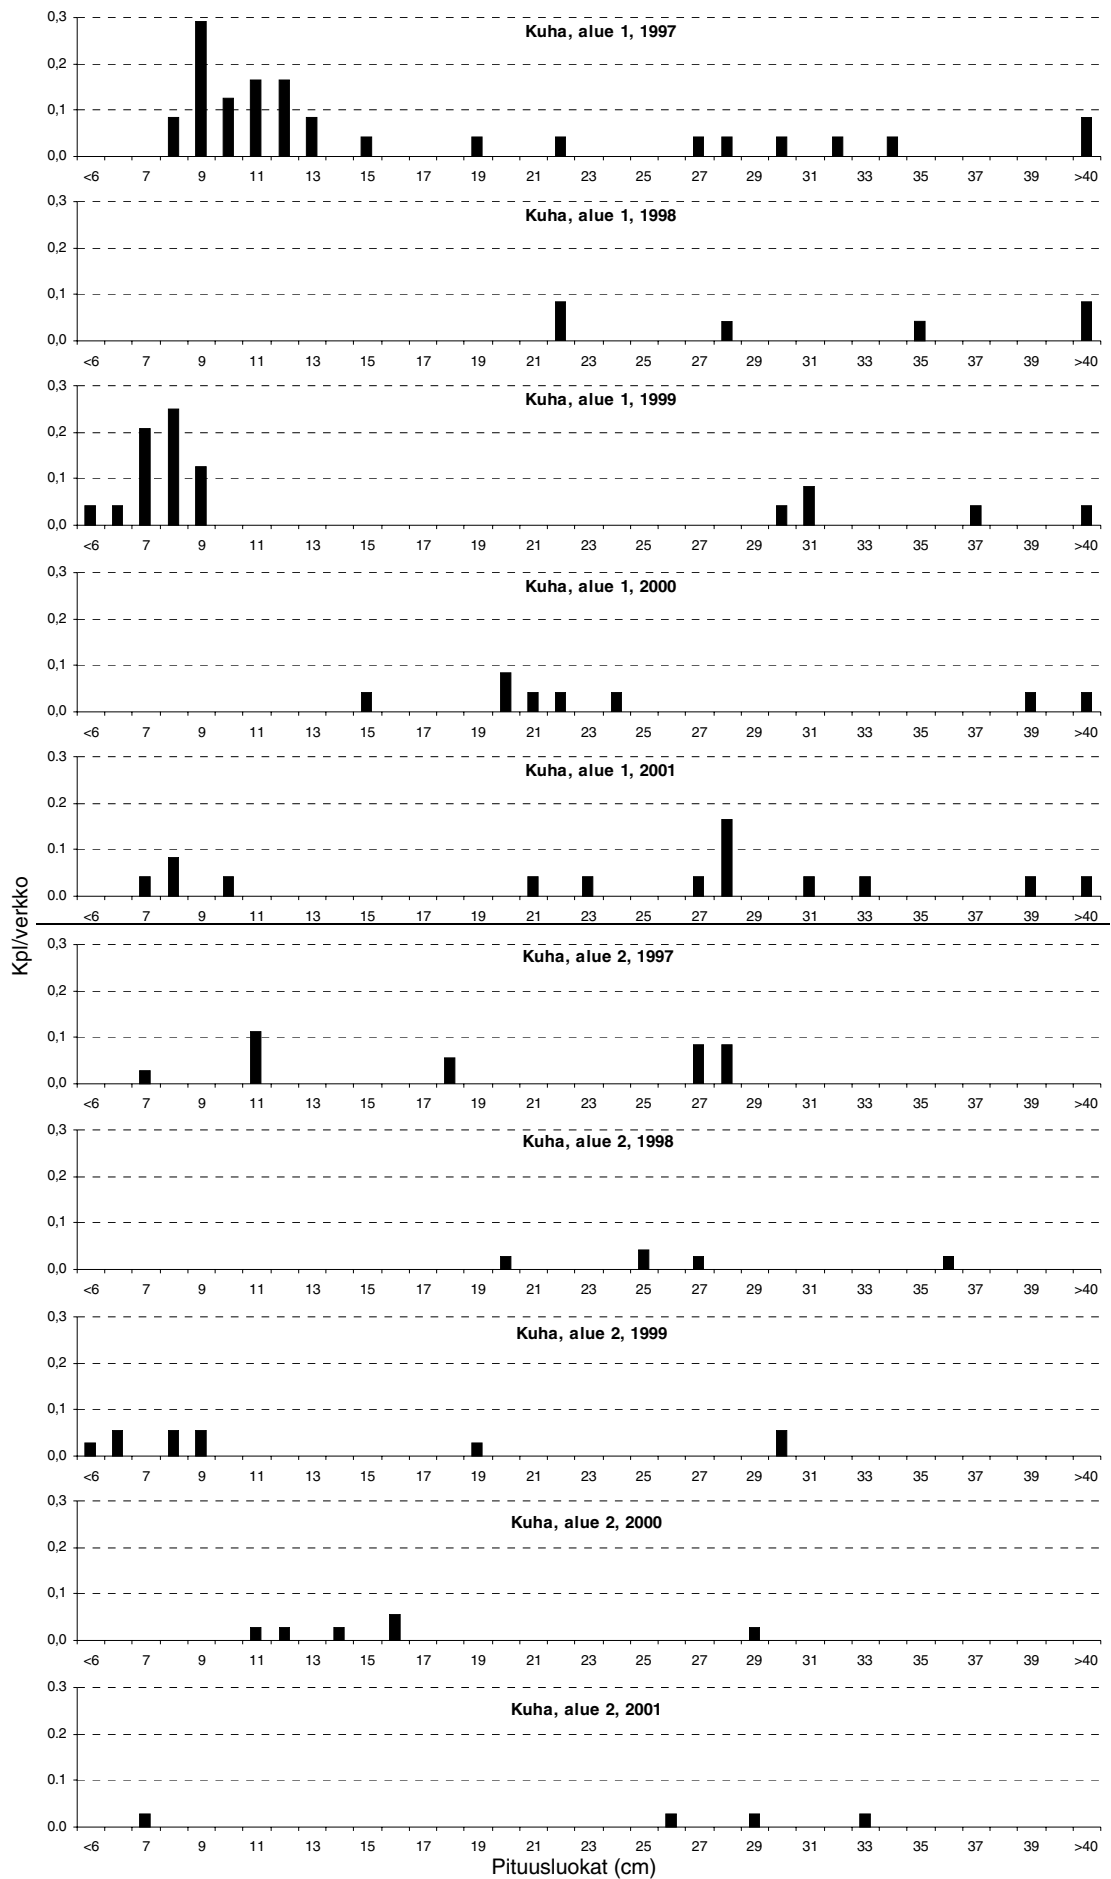 Kuha, alue 1, 1997
0,3
0,2
0,1
0,0
<6 7 9 11 13 15 17 19 21 23 25 27 29 31 33 35 37 39 >40
Kuha, alue 1, 1998
0,3
0,2
0,1
0,0
<6 7 9 11 13 15 17 19 21 23 25 27 29 31 33 35 37 39 >40
Kuha, alue 1, 1999
0,3
0,2
0,1
0,0
<6 7 9 11 13 15 17 19 21 23 25 27 29 31 33 35 37 39 >40
Kuha, alue 1, 2000
0,3
0,2
0,1
0,0
<6 7 9 11 13 15 17 19 21 23 25 27 29 31 33 35 37 39 >40
Kuha, alue 1, 2001
0.3
0.2
0.1
0.0
<6 7 9 11 13 15 17 19 21 23 25 27 29 31 33 35 37 39 >40
Kpl/verkko
Kuha, alue 2, 1997
0,3
0,2
0,1
0,0
<6 7 9 11 13 15 17 19 21 23 25 27 29 31 33 35 37 39 >40
Kuha, alue 2, 1998
0,3
0,2
0,1
0,0
<6 7 9 11 13 15 17 19 21 23 25 27 29 31 33 35 37 39 >40
Kuha, alue 2, 1999
0,3
0,2
0,1
0,0
<6 7 9 11 13 15 17 19 21 23 25 27 29 31 33 35 37 39 >40
Kuha, alue 2, 2000
0,3
0,2
0,1
0,0
<6 7 9 11 13 15 17 19 21 23 25 27 29 31 33 35 37 39 >40
Kuha, alue 2, 2001
0.3
0.2
0.1
0.0
<6 7 9 11 13 15 17 19 21 23 25 27 29 31 33 35 37 39 >40
Pituusluokat (cm)